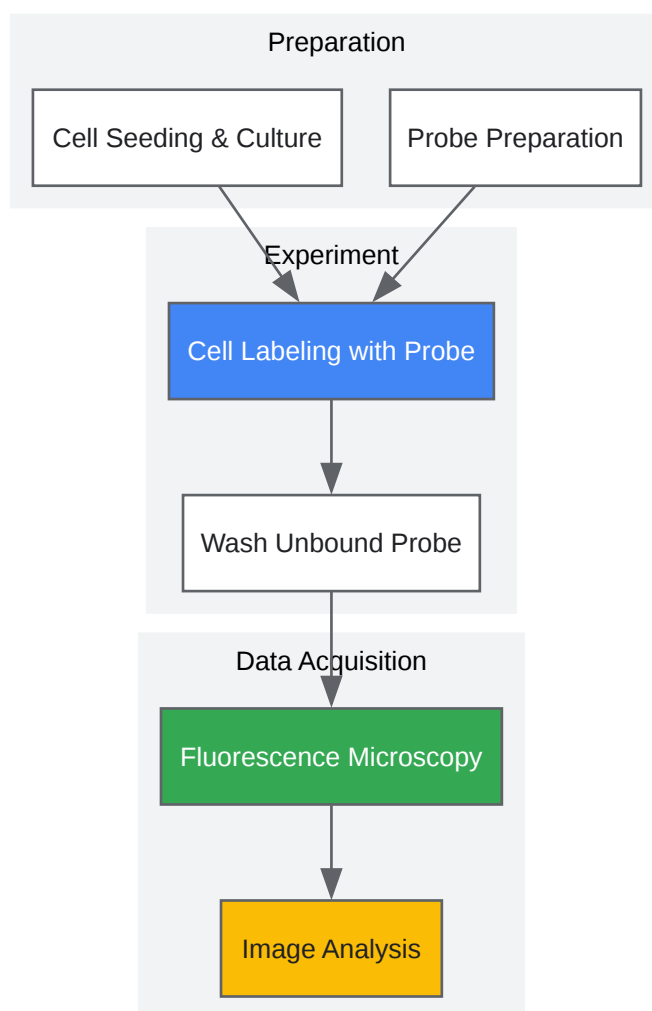 Preparation
Cell Seeding & Culture
Probe Preparation
Experiment
Cell Labeling with Probe
Wash Unbound Probe
Data Acquisition
Fluorescence Microscopy
Image Analysis